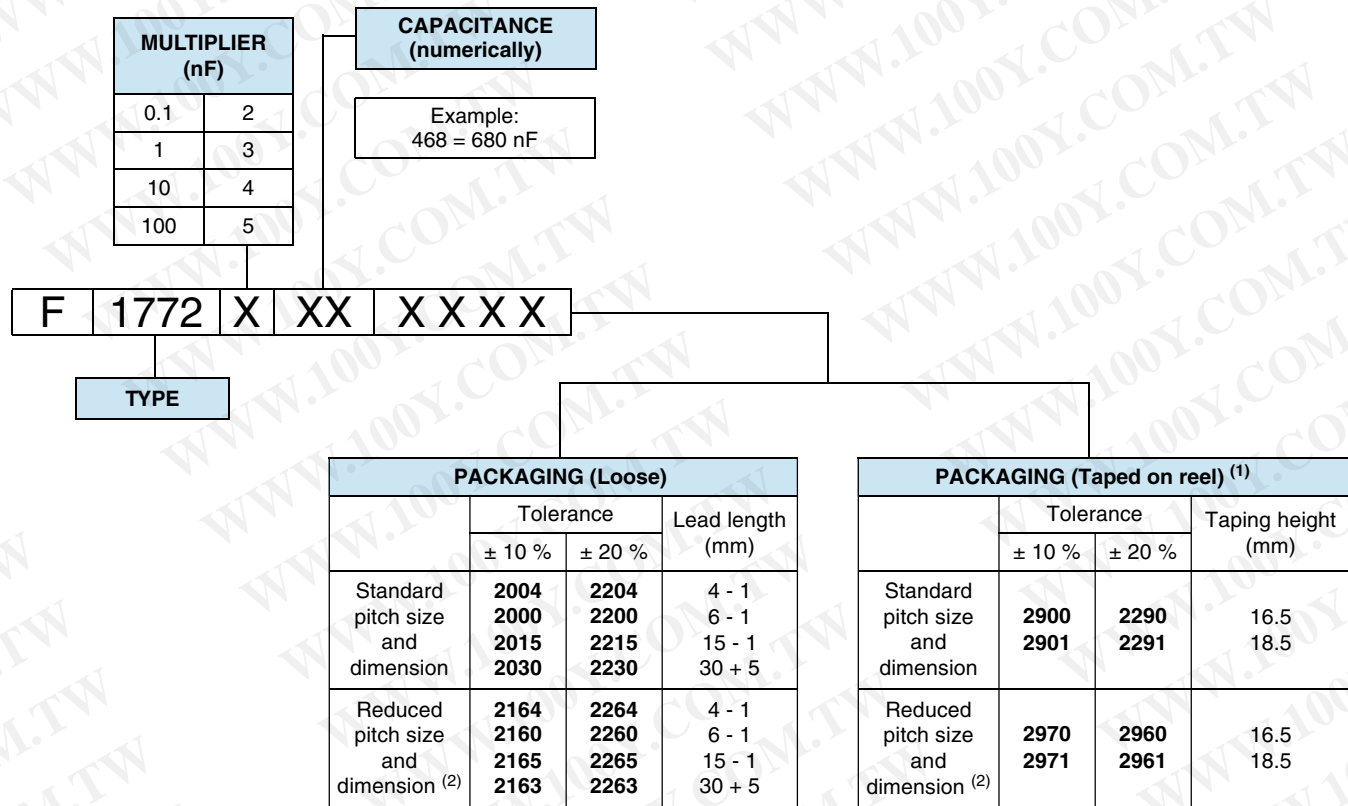 MULTIPLIER
(nF)
0.1 2
1 3
10 4
100 5
CAPACITANCE
(numerically)
Example:
468 = 680 nF
F 1772 X XX X X X X
TYPE
PACKAGING (Loose)
Tolerance Lead length
(mm)
± 10 % ± 20 %
Standard 2004 2204 4 - 1
pitch size 2000 2200 6 - 1
and 2015 2215 15 - 1
dimension 2030 2230 30 + 5
Reduced 2164 2264 4 - 1
pitch size 2160 2260 6 - 1
and 2165 2265 15 - 1
dimension (2) 2163 2263 30 + 5
PACKAGING (Taped on reel) (1)
Tolerance Taping height
(mm)
± 10 % ± 20 %
Standard
pitch size 2900 2290 16.5
and 2901 2291 18.5
dimension
Reduced
pitch size 2970 2960 16.5
and 2971 2961 18.5
dimension (2)
WWW.100Y.COM.TW